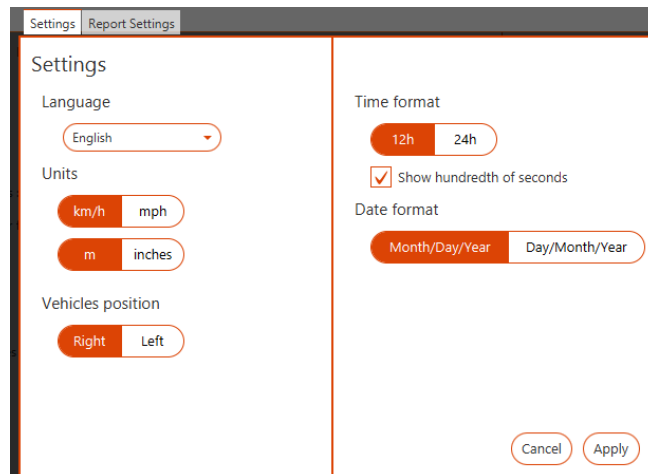 Settings Report Settings
Settings
Language
English
Units
km/h mph
m inches
Vehicles position
Right Left
Time format
12h 24h
Show hundredth of seconds
Date format
Month/Day/Year Day/Month/Year
Cancel Apply